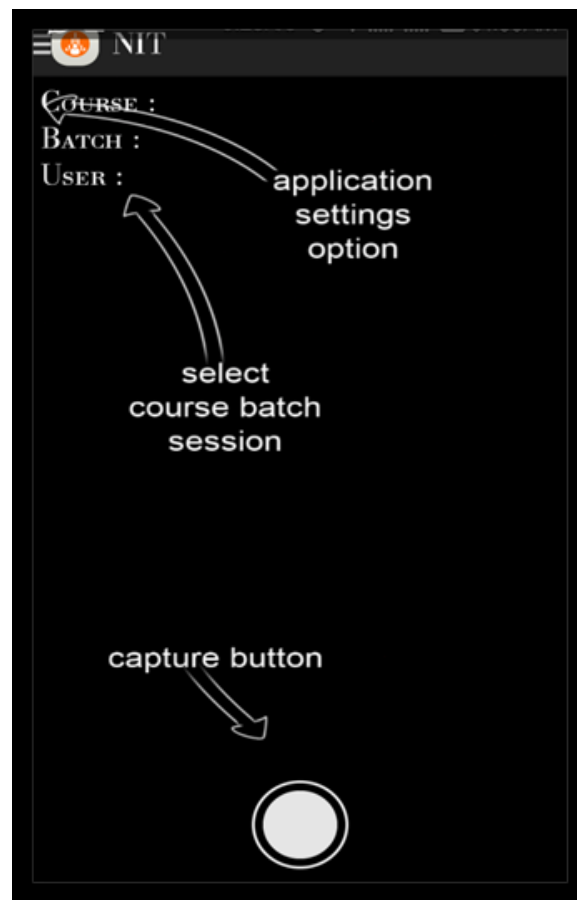 NIT
COURSE :
BATCH :
USER :
application
settings
option
select
course batch
session
capture button